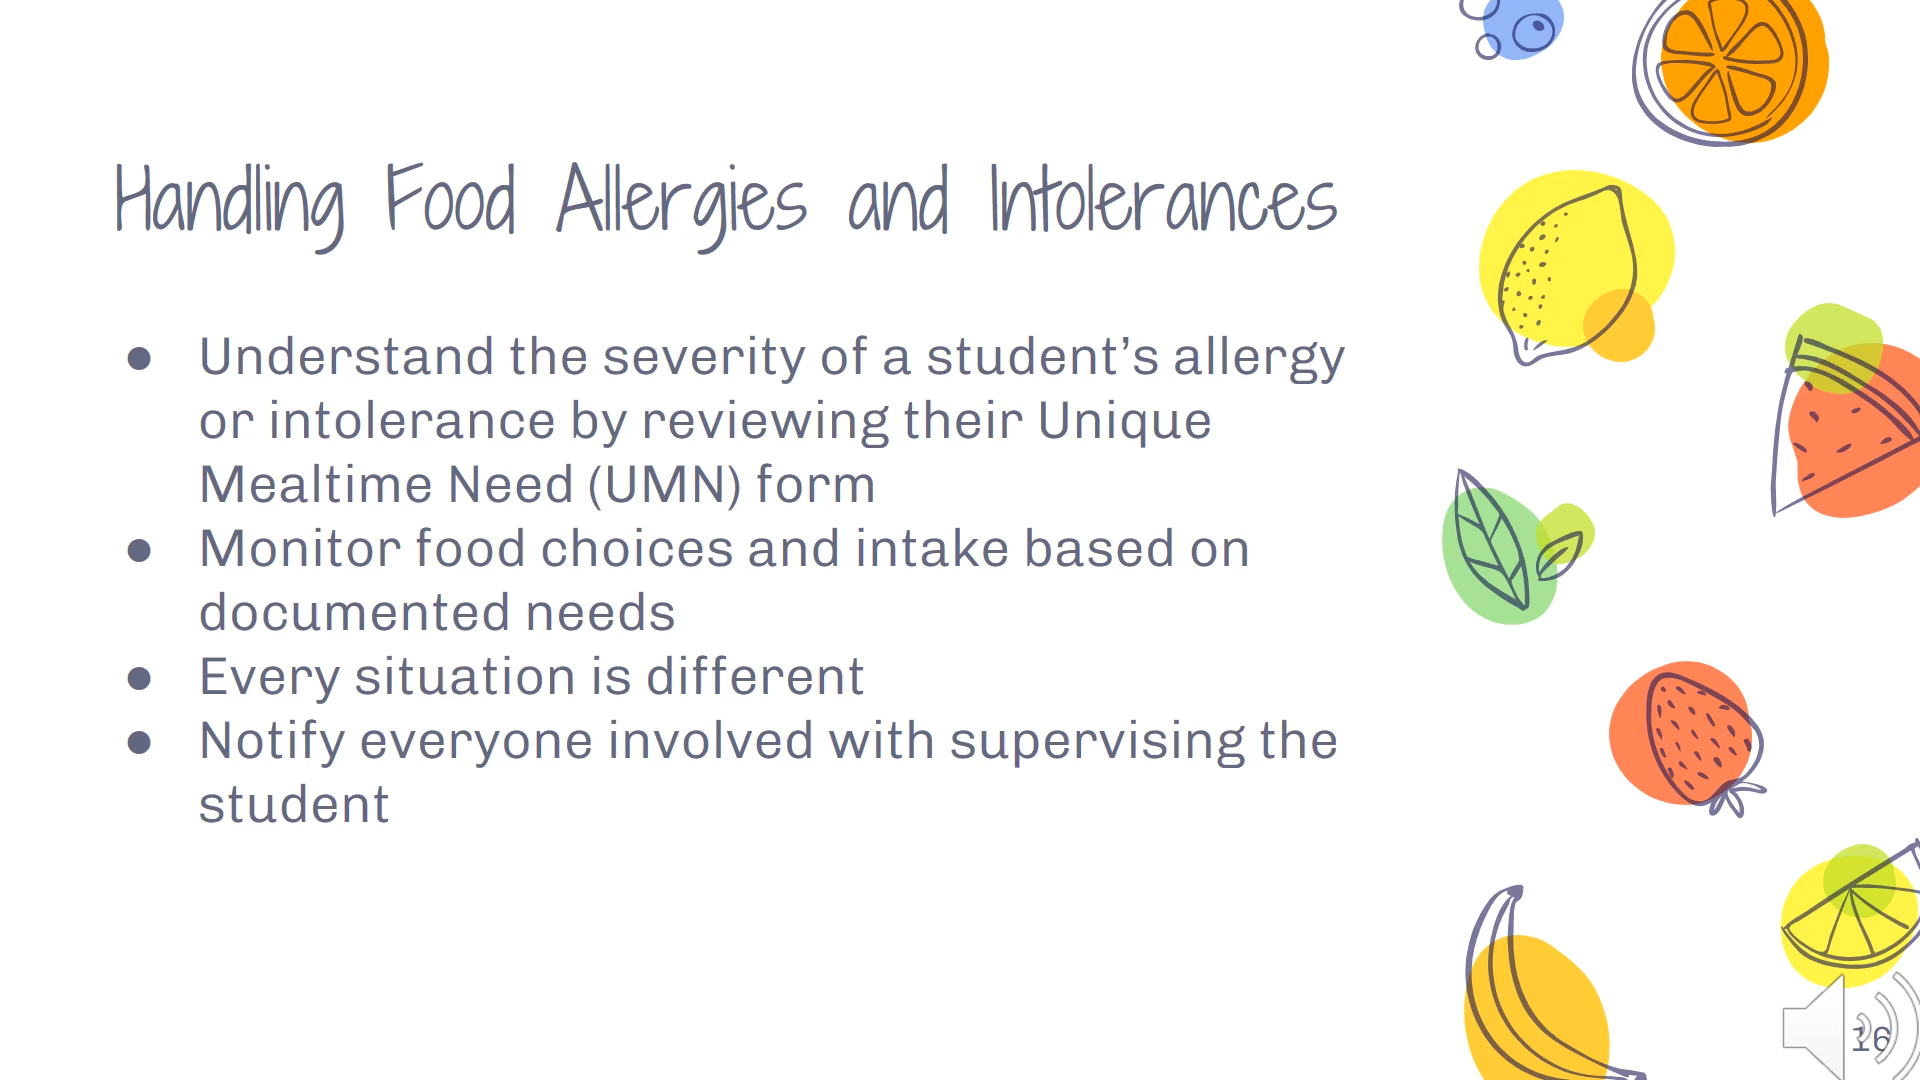 Handling Food Allergies and Intolerances
● Understand the severity of a student’s allergy
or intolerance by reviewing their Unique
Mealtime Need (UMN) form
● Monitor food choices and intake based on
documented needs
● Every situation is different
● Notify everyone involved with supervising the
student
16